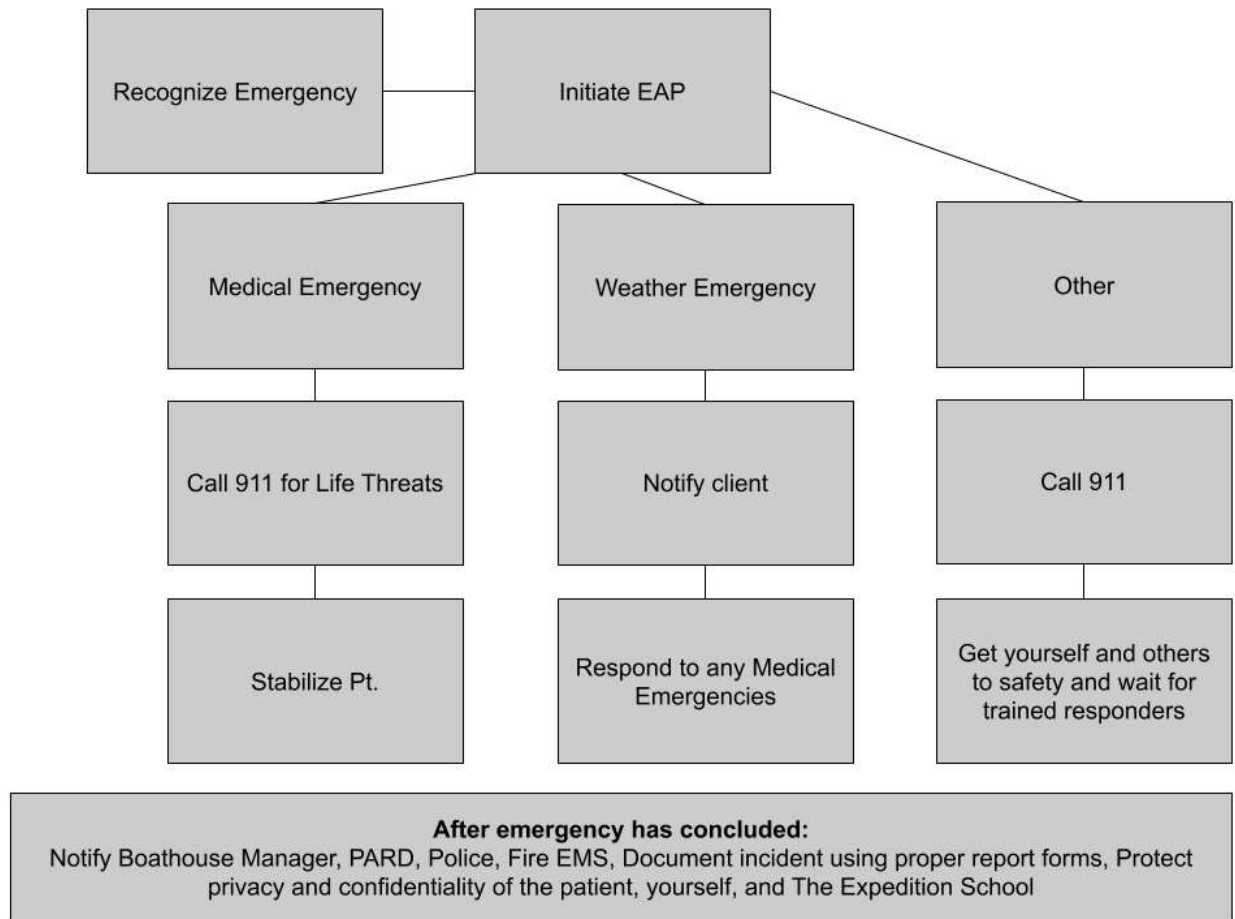 Recognize Emergency
Initiate EAP
Medical Emergency
Weather Emergency
Other
Call 911 for Life Threats
Notify client
Call 911
Stabilize Pt.
Respond to any Medical
Emergencies
Get yourself and others
to safety and wait for
trained responders
After emergency has concluded:
Notify Boathouse Manager, PARD, Police, Fire EMS, Document incident using proper report forms, Protect
privacy and confidentiality of the patient, yourself, and The Expedition School